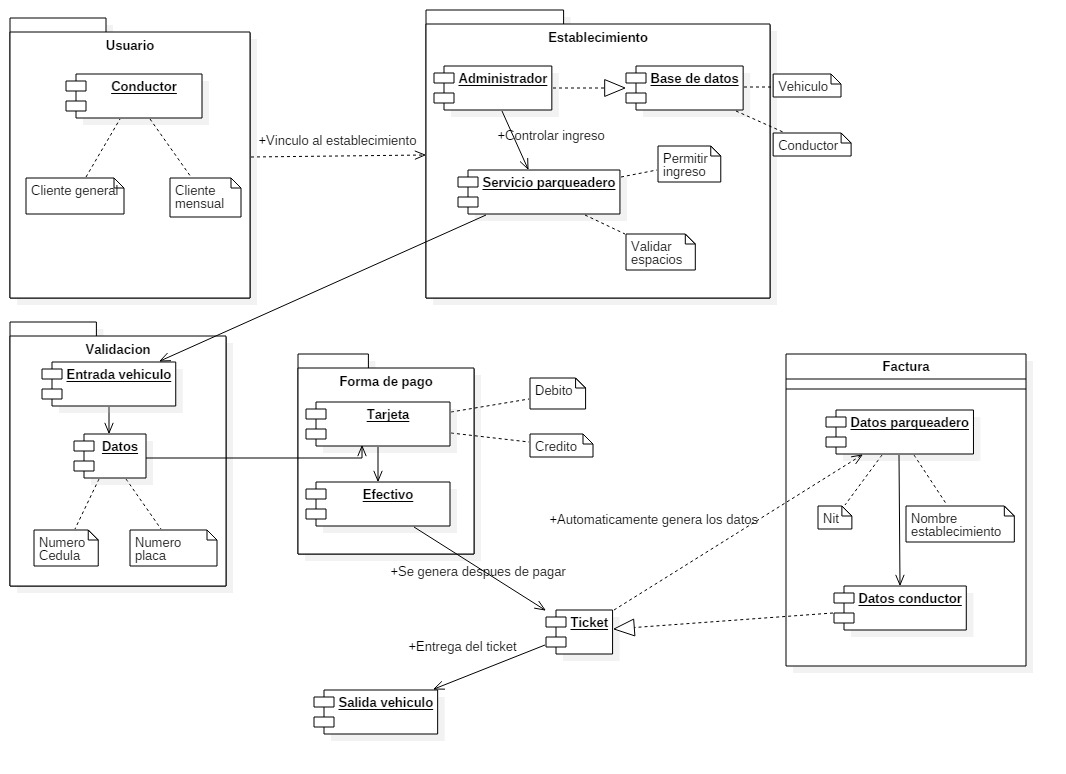 Usuario
Conductor
Cliente general
Cliente
mensual
+Vinculo al establecimiento
Establecimiento
Administrador
Base de datos
Vehiculo
Conductor
+Controlar ingreso
Servicio parqueadero
Permitir
ingreso
Validar
espacios
Validacion
Entrada vehiculo
Datos
Numero
Cedula
Numero
placa
Forma de pago
Tarjeta
Efectivo
Debito
Credito
+Se genera despues de pagar
+Automaticamente genera los datos
Factura
Datos parqueadero
Nit
Nombre
establecimiento
Datos conductor
Ticket
+Entrega del ticket
Salida vehiculo